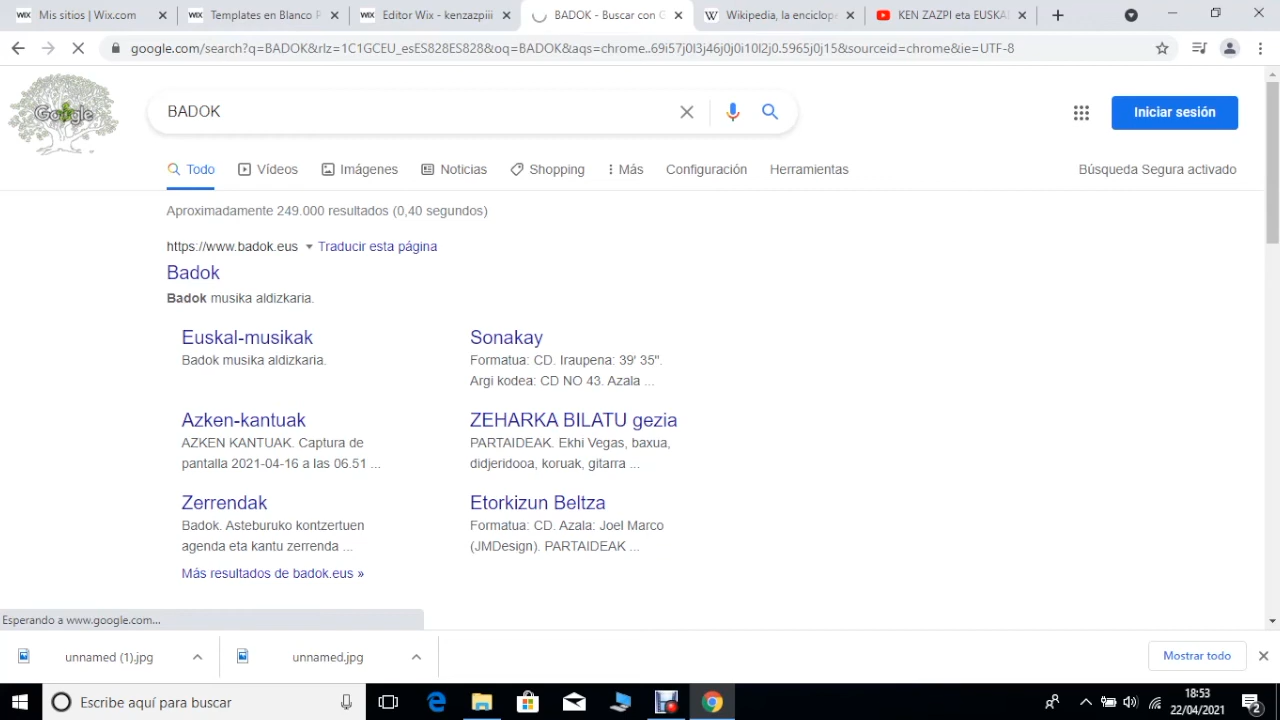 Mis sitios | Wix.com
Templates en Blanco P
Editor Wix - kenzazpiii
BADOK - Buscar con G
Wikipedia, la enciclop
KEN ZAZPI eta EUSKA
google.com/search?q=BADOK&rlz=1C1GCEU_esES828ES828&oq=BADOK&aqs=chrome..69i57j0l3j46j0j0i10l2j0.5965j0j15&sourceid=chrome&ie=UTF-8
Google
BADOK
Iniciar sesión
Todo
Vídeos
Imágenes
Noticias
Shopping
Más
Configuración
Herramientas
Búsqueda Segura activado
Aproximadamente 249.000 resultados (0,40 segundos)
https://www.badok.eus
Traducir esta página
Badok
Badok musika aldizkaria.
Euskal-musikak
Badok musika aldizkaria.
Sonakay
Formatua: CD. Iraupena: 39' 35".
Argi kodea: CD NO 43. Azala ...
Azken-kantuak
AZKEN KANTUAK. Captura de
pantalla 2021-04-16 a las 06.51 ...
ZEHARKA BILATU gezia
PARTAIDEAK. Ekhi Vegas, baxua,
didjeridooa, koruak, gitarra ...
Zerrendak
Badok. Asteburuko kontzertuen
agenda eta kantu zerrenda ...
Etorkizun Beltza
Formatua: CD. Azala: Joel Marco
(JMDesign). PARTAIDEAK ...
Más resultados de badok.eus »
Esperando a www.google.com...
unnamed (1).jpg
unnamed.jpg
Mostrar todo
Escribe aquí para buscar
18:53
22/04/2021
2